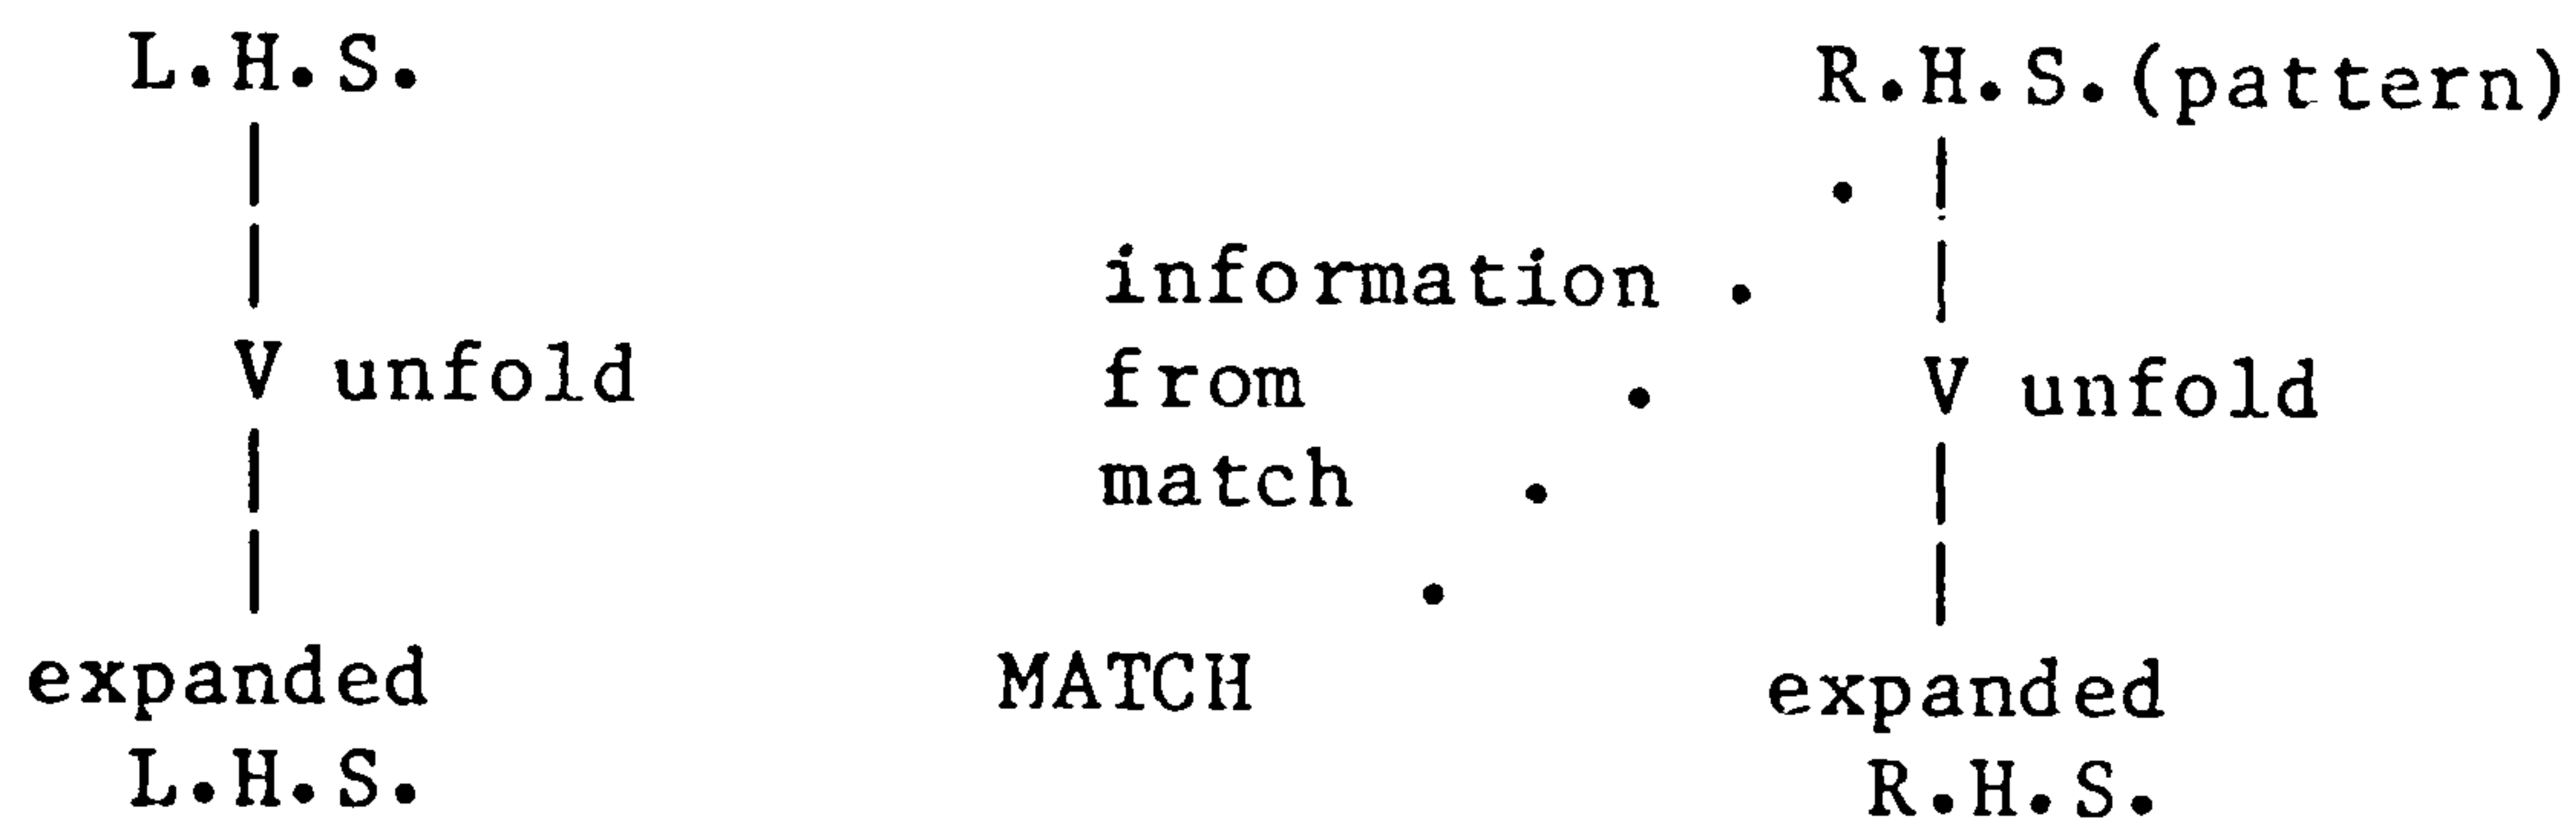 L.H.S. R.H.S.(pattern)
information
V unfold from V unfold
match
expanded MATCH expanded
L.H.S. R.H.S.